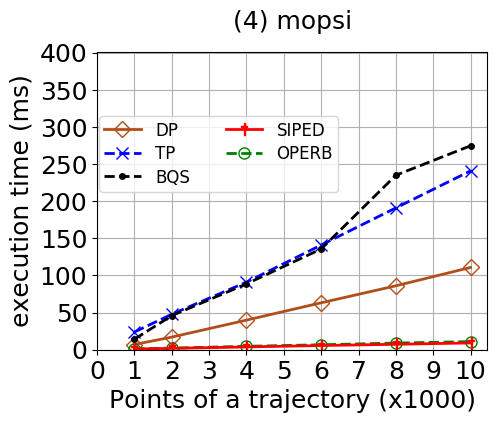 (4) mopsi
execution time (ms)
400
350
300
250
200
150
100
50
0
DP
TP
BQS
SIPED
OPERB
0 1 2 3 4 5 6 7 8 9 10
Points of a trajectory (x1000)